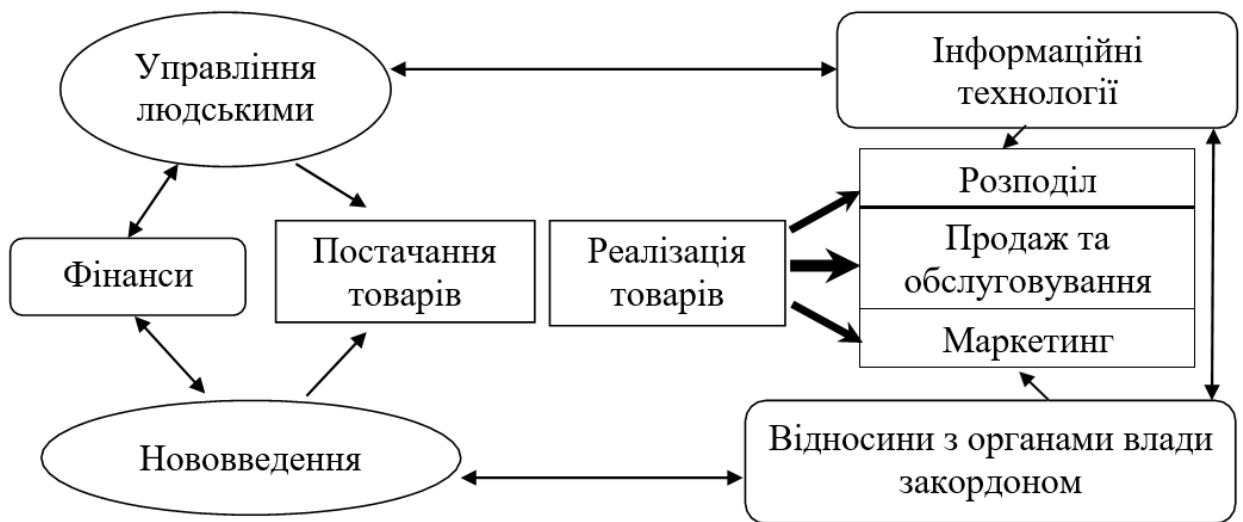 Управління
людськими
Інформаційні
технології
Розподіл
Фінанси
Постачання
товарів
Реалізація
товарів
Продаж та
обслуговування
Маркетинг
Нововведення
Відносини з органами влади
закордоном